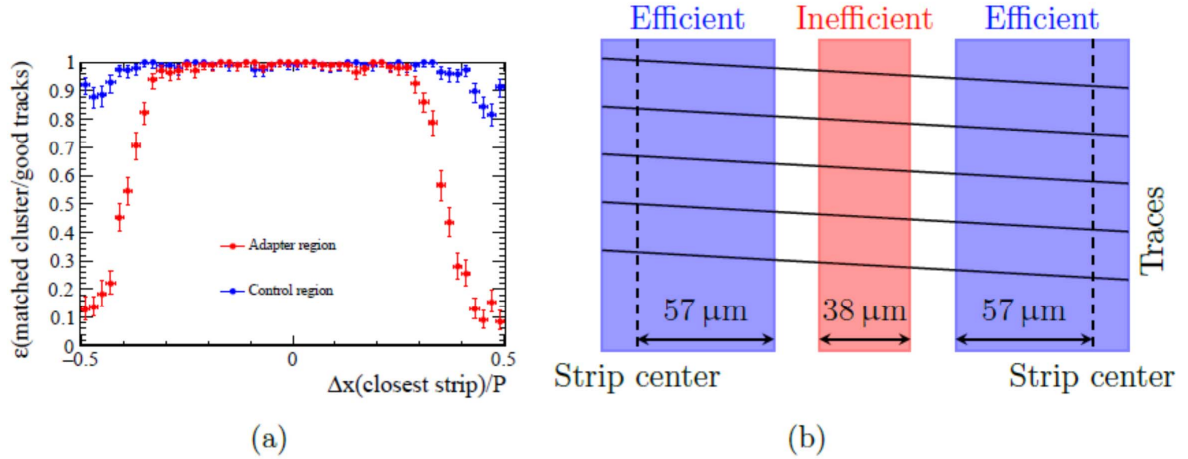 ε(matched cluster/good tracks)
1
0.9
0.8
0.7
0.6
0.5
0.4
0.3
0.2
0.1
0
−0.5
0
0.5
Adapter region
Control region
Δx(closest strip)/P
(a)
Efficient
Inefficient
Efficient
57 μm
38 μm
57 μm
Traces
Strip center
Strip center
(b)